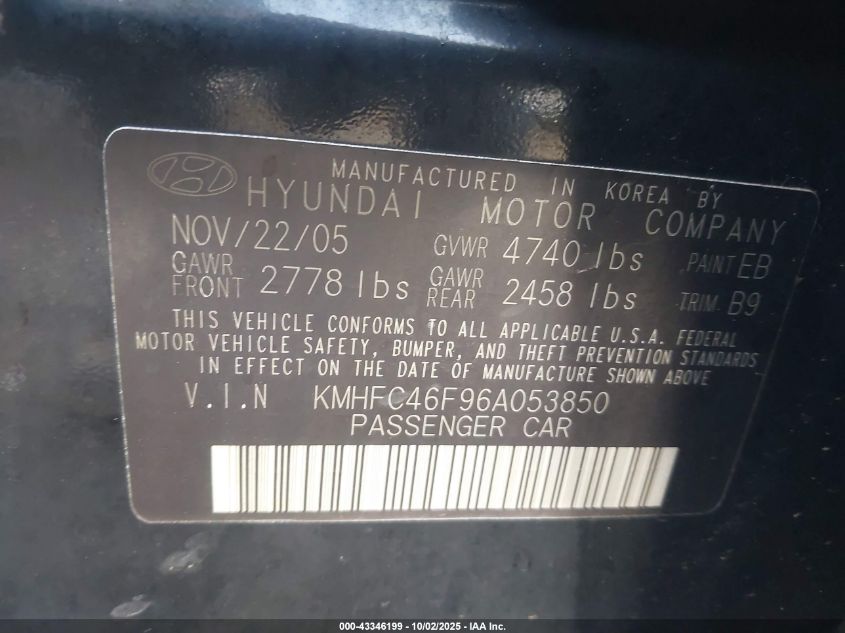 MANUFACTURED IN KOREA BY
HYUNDAI MOTOR COMPANY
NOV/22/05 GVWR 4740 lbs PAINT EB
GAWR FRONT 2778 lbs GAWR REAR 2458 lbs TRIM B9
THIS VEHICLE CONFORMS TO ALL APPLICABLE U.S.A. FEDERAL
MOTOR VEHICLE SAFETY, BUMPER, AND THEFT PREVENTION STANDARDS
IN EFFECT ON THE DATE OF MANUFACTURE SHOWN ABOVE
V.I.N KMHFC46F96A053850
PASSENGER CAR
000-43346199 - 10/02/2025 - IAA Inc.